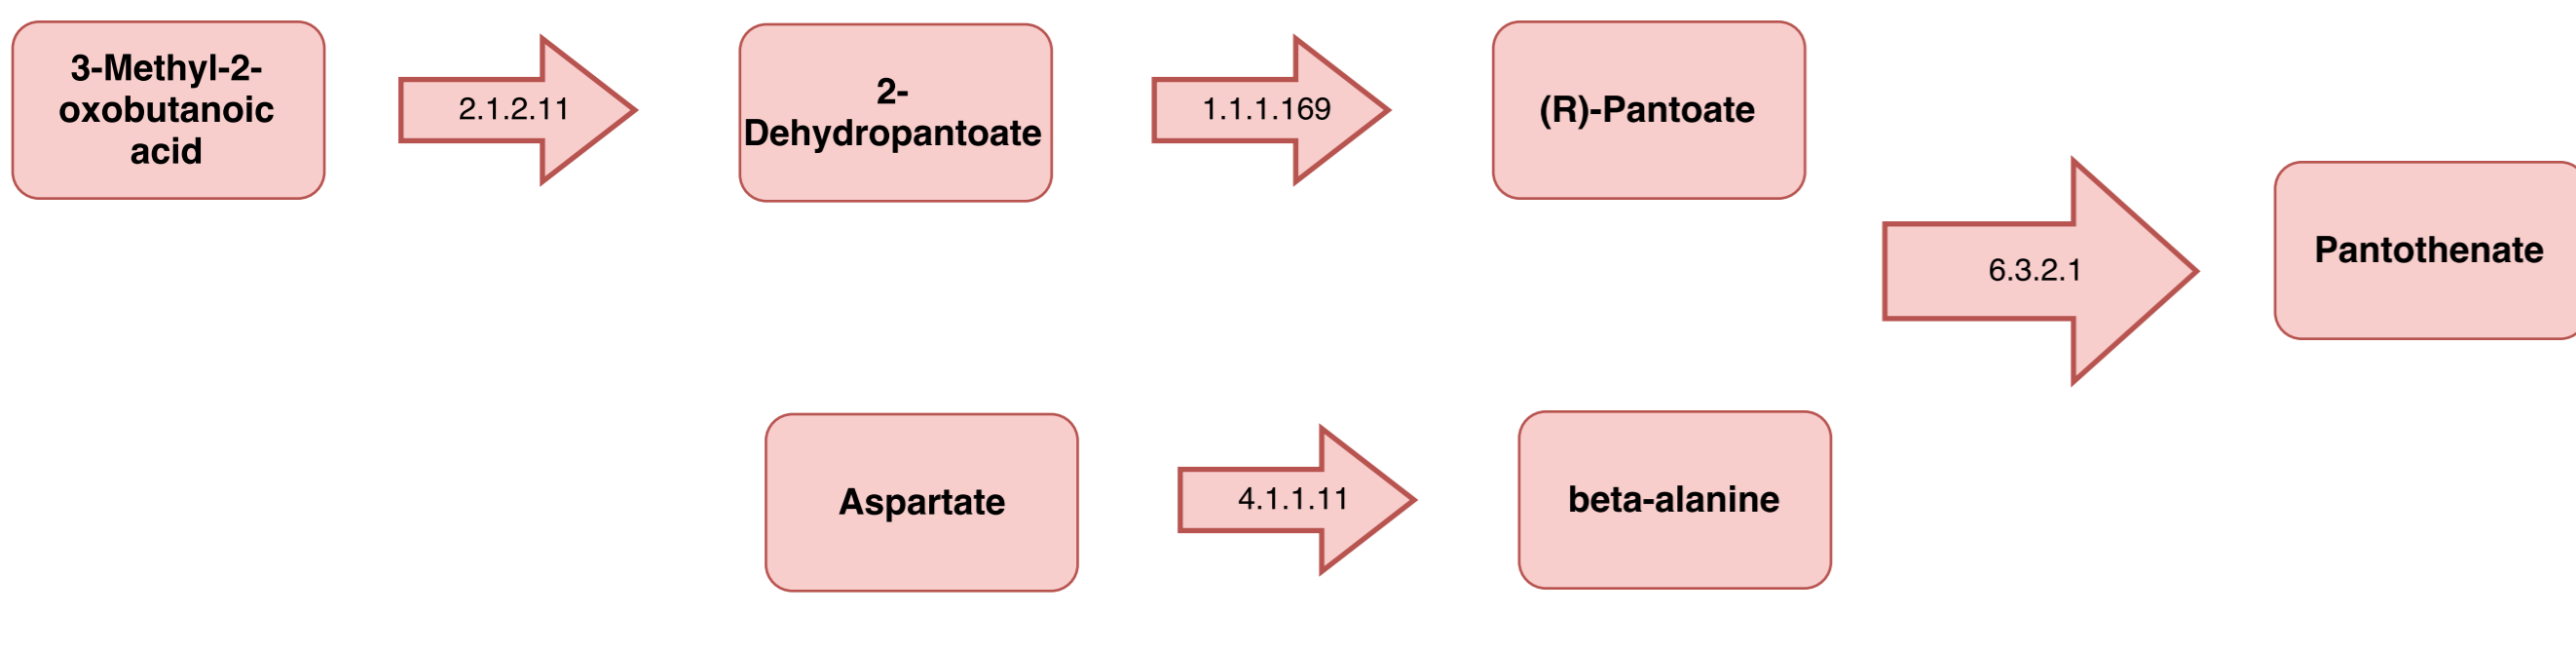 3-Methyl-2-
oxobutanoic
acid
2.1.2.11
2-
Dehydropantoate
1.1.1.169
(R)-Pantoate
6.3.2.1
Pantothenate
Aspartate
4.1.1.11
beta-alanine